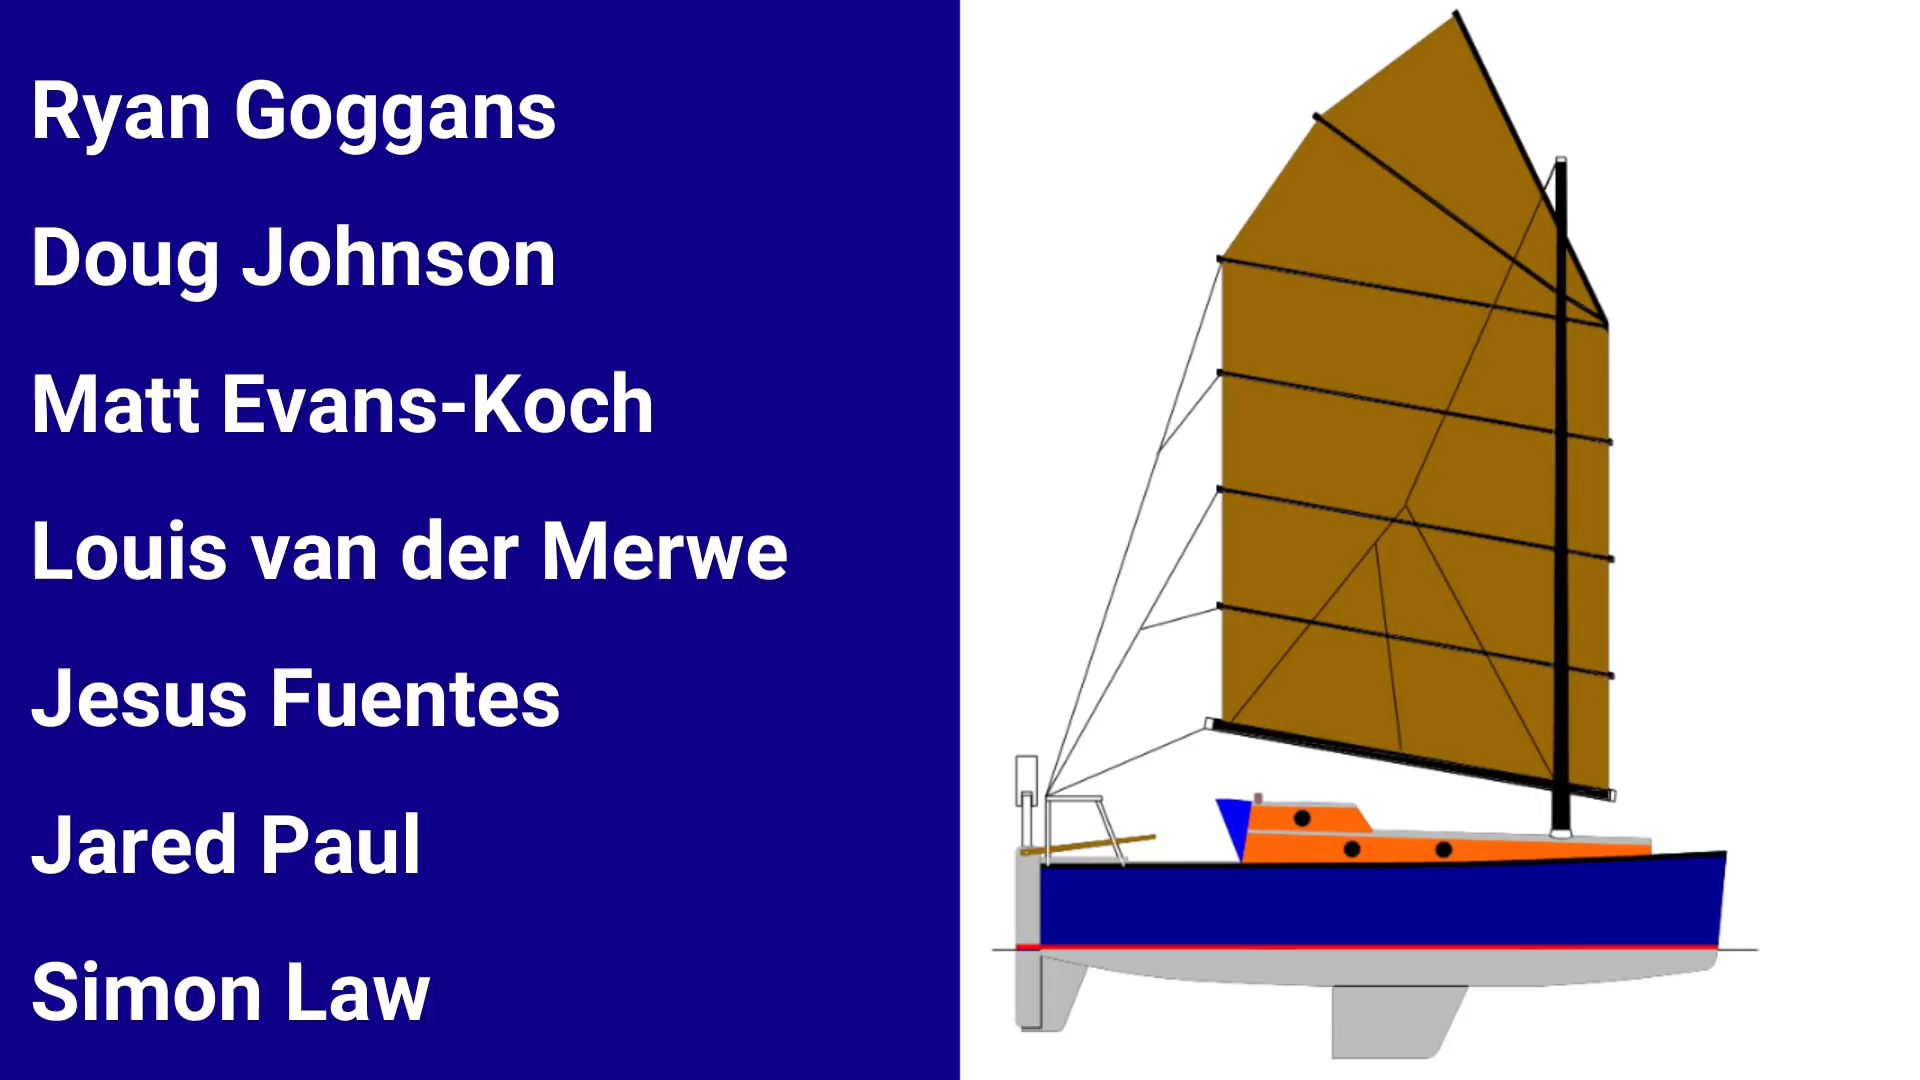 Ryan Goggans
Doug Johnson
Matt Evans-Koch
Louis van der Merwe
Jesus Fuentes
Jared Paul
Simon Law